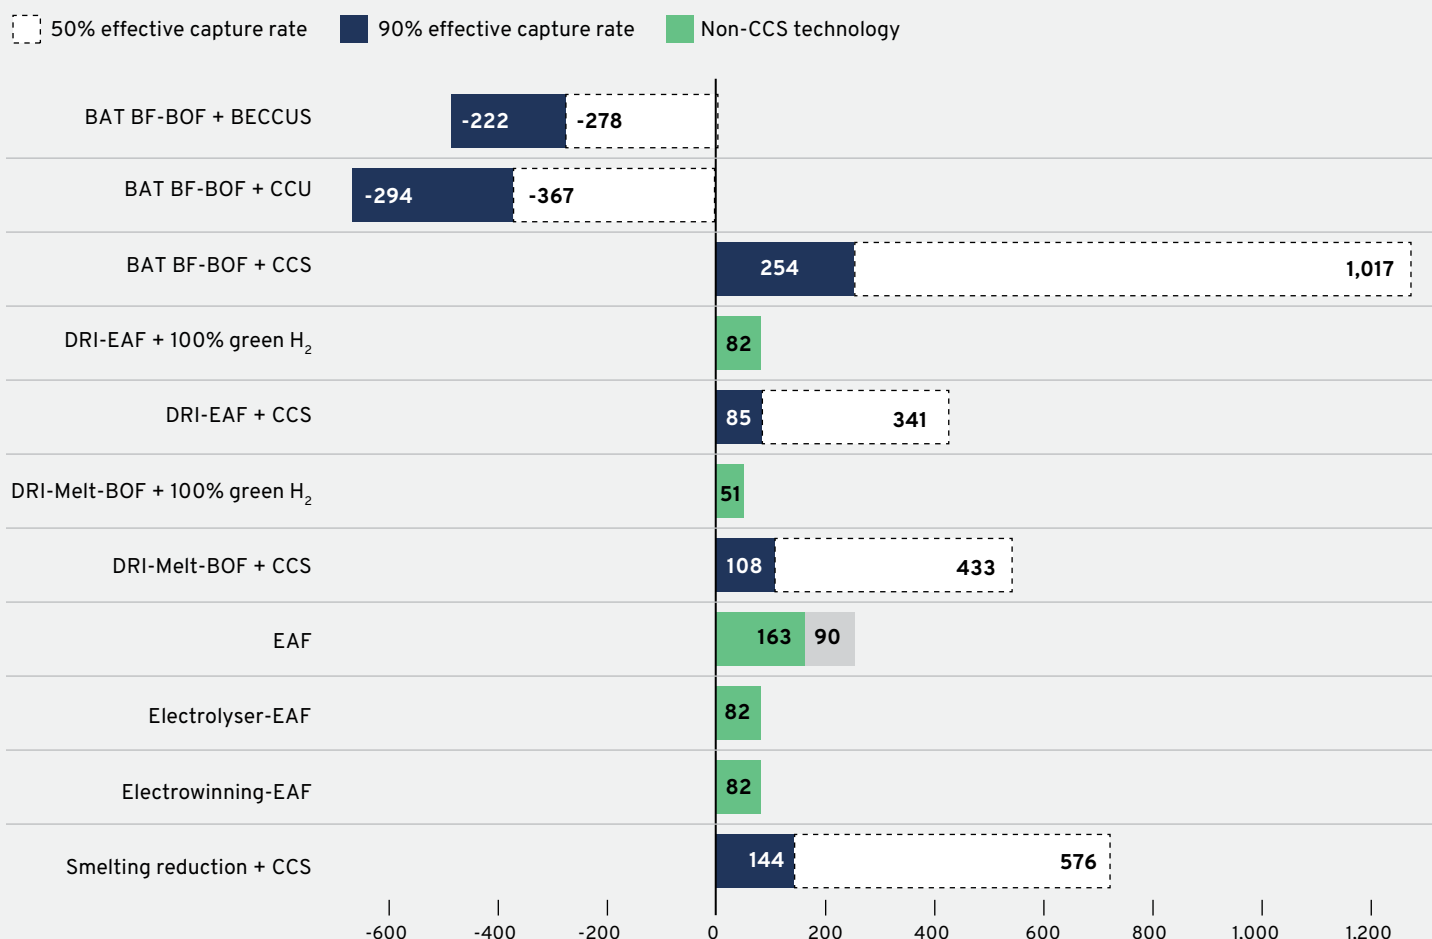 50% effective capture rate 90% effective capture rate Non-CCS technology
BAT BF-BOF + BECCUS -222 -278
BAT BF-BOF + CCU -294 -367
BAT BF-BOF + CCS 254 1,017
DRI-EAF + 100% green H₂ 82
DRI-EAF + CCS 85 341
DRI-Melt-BOF + 100% green H₂ 51
DRI-Melt-BOF + CCS 108 433
EAF 163 90
Electrolyser-EAF 82
Electrowinning-EAF 82
Smelting reduction + CCS 144 576
-600 -400 -200 0 200 400 600 800 1.000 1.200